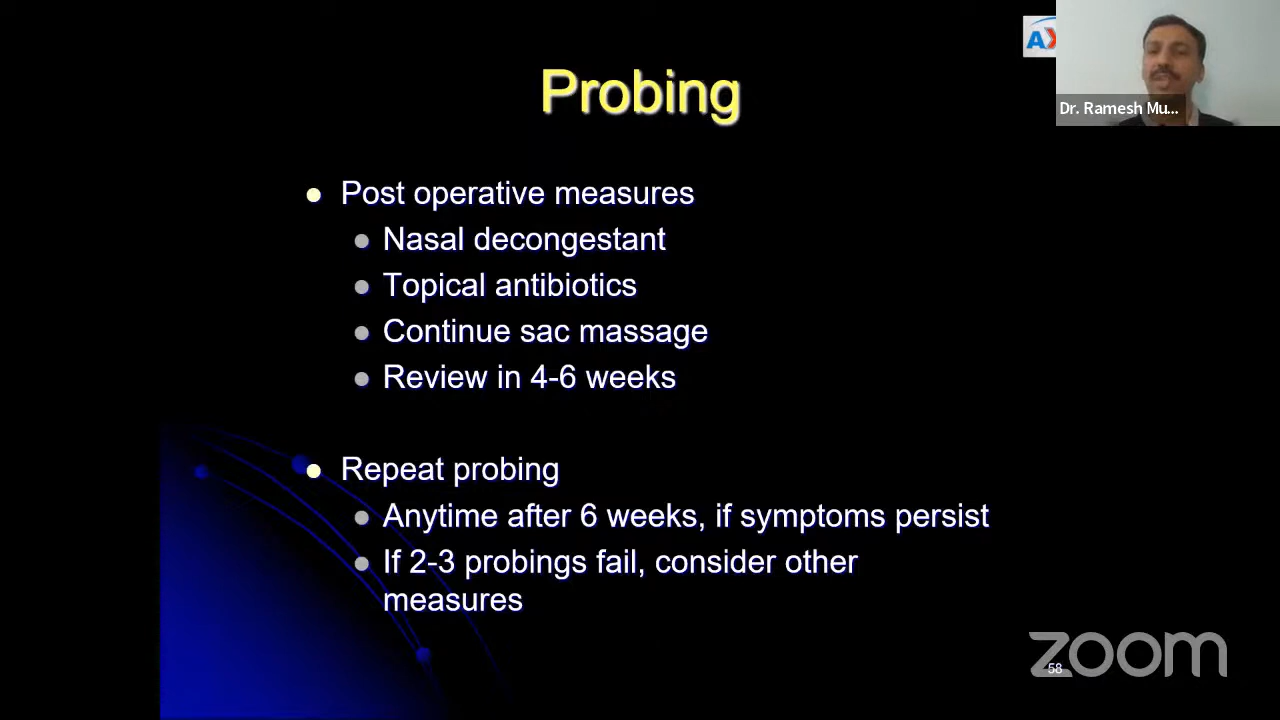 AX
Dr. Ramesh Mu...
Probing
Post operative measures
Nasal decongestant
Topical antibiotics
Continue sac massage
Review in 4-6 weeks
Repeat probing
Anytime after 6 weeks, if symptoms persist
If 2-3 probings fail, consider other
measures
zoom
58